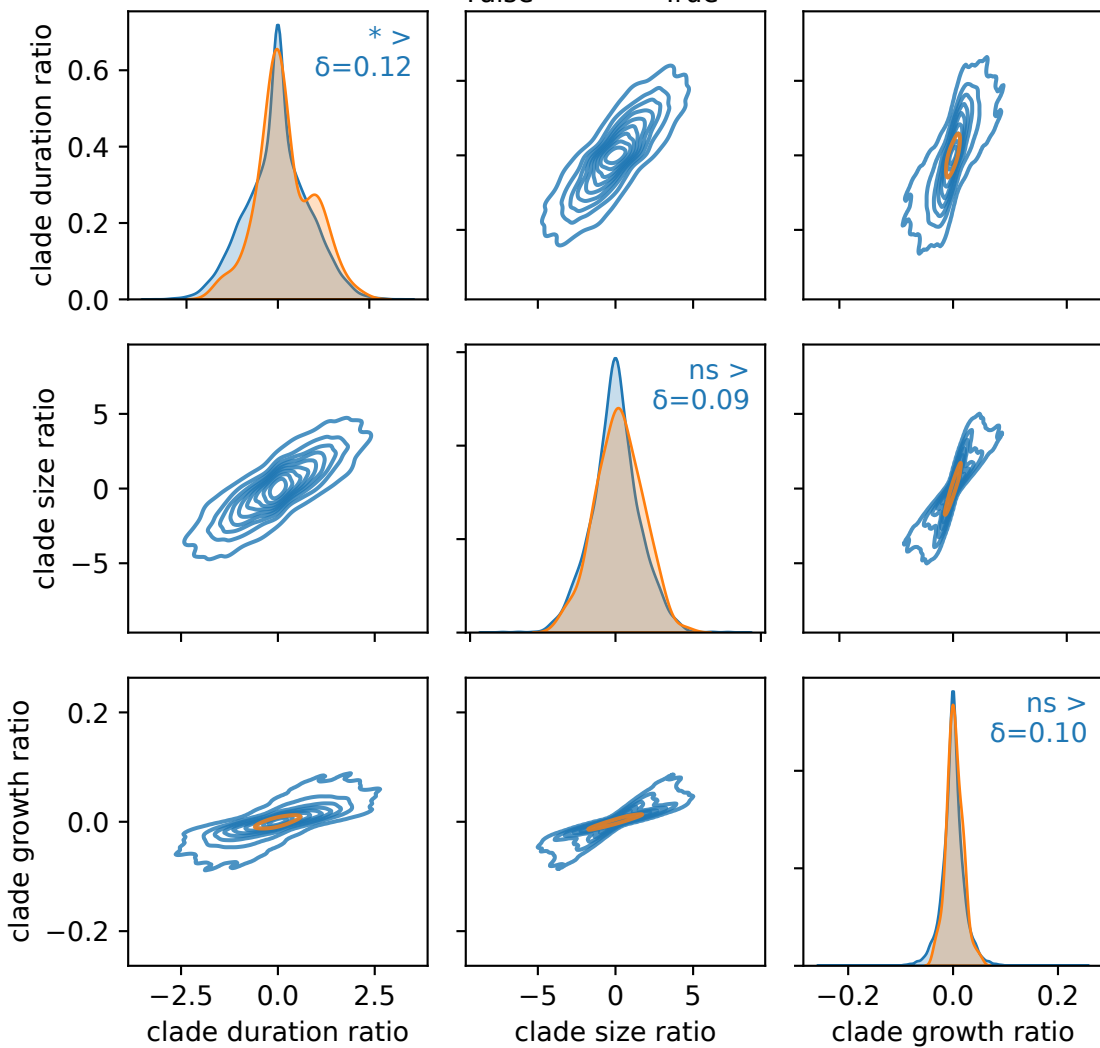 clade duration ratio
0.6
0.4
0.2
0.0
* >
δ=0.12
clade size ratio
5
0
−5
ns >
δ=0.09
clade growth ratio
0.2
0.0
−0.2
ns >
δ=0.10
−2.5 0.0 2.5
−5 0 5
−0.2 0.0 0.2
clade duration ratio
clade size ratio
clade growth ratio